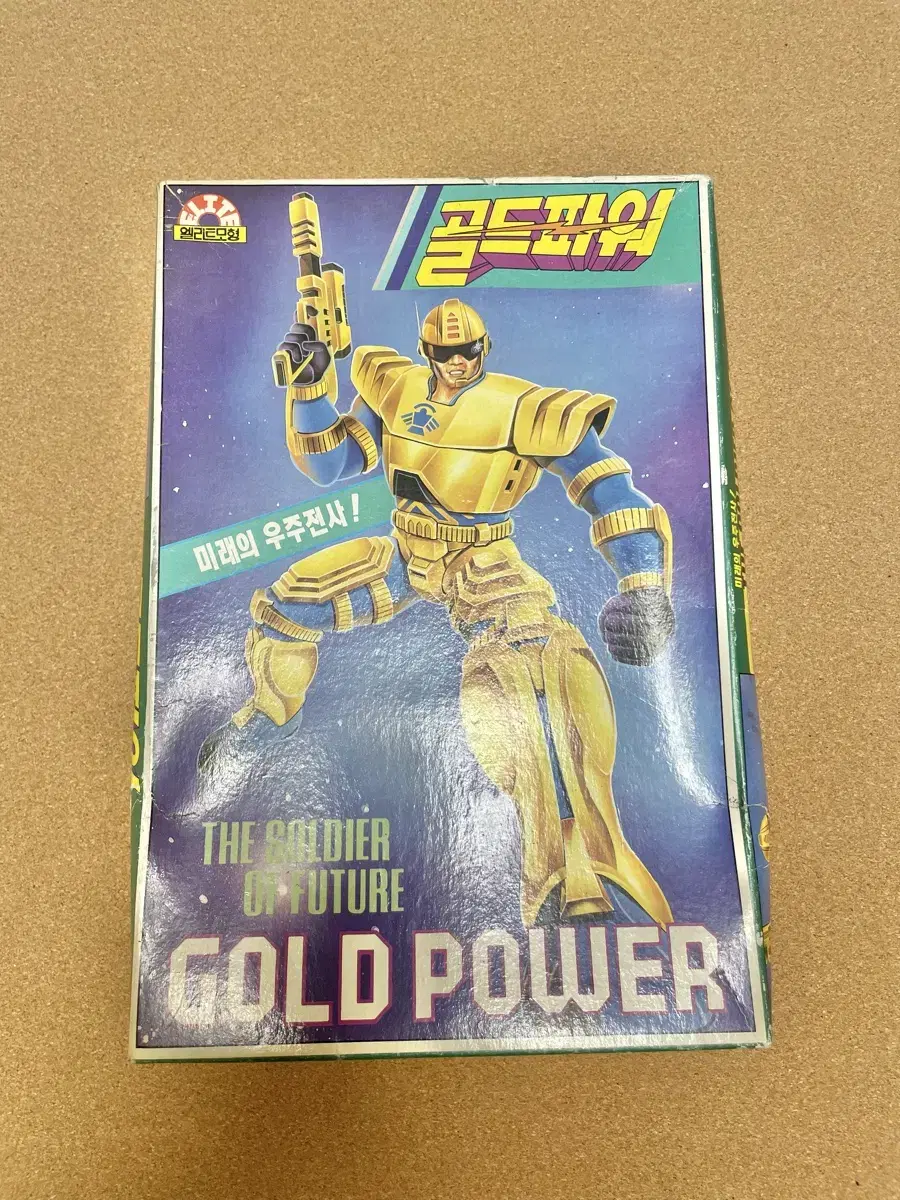 ELITE
엘리트모형
골드파워
미래의 우주전사!
THE SOLDIER
OF FUTURE
GOLD POWER